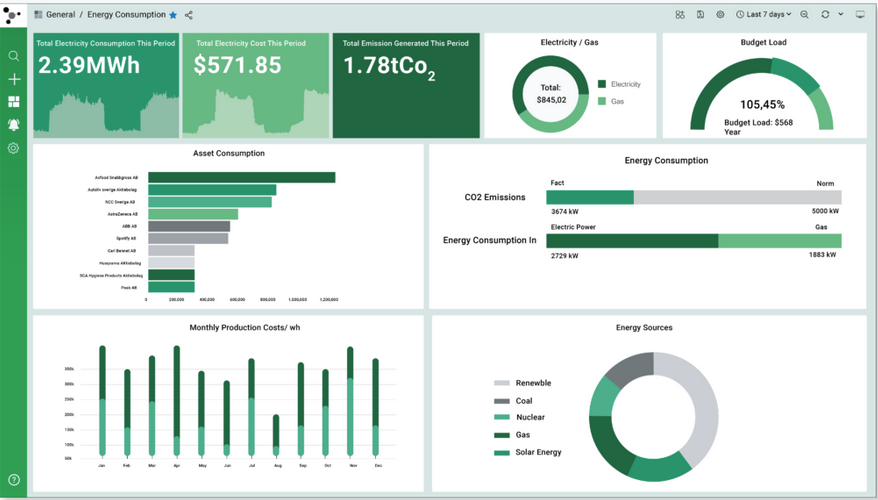 General / Energy Consumption
Last 7 days
Total Electricity Consumption This Period
2.39MWh
Total Electricity Cost This Period
$571.85
Total Emission Generated This Period
1.78tCo2
Electricity / Gas
Total:
$845,02
Electricity
Gas
Budget Load
105,45%
Budget Load: $568
Year
Asset Consumption
Axfood Snabbgross AB
Autoliv sverige Aktiebolag
NCC Sverige AB
AstraZeneca AB
ABB AB
Spotify AB
Carl Bennet AB
Husqvarna Aktiebolag
SCA Hygiene Products Aktiebolag
Peab AB
0 200,000 400,000 600,000 800,000 1,000,000 1,200,000
Energy Consumption
Fact Norm
CO2 Emissions
3674 kW 5000 kW
Electric Power Gas
Energy Consumption In
2729 kW 1883 kW
Monthly Production Costs/ wh
350k
300k
250k
200k
150k
100k
50k
Jan Feb Mar Apr May Jun Jul Aug Sep Oct Nov Dec
Energy Sources
Renewble
Coal
Nuclear
Gas
Solar Energy